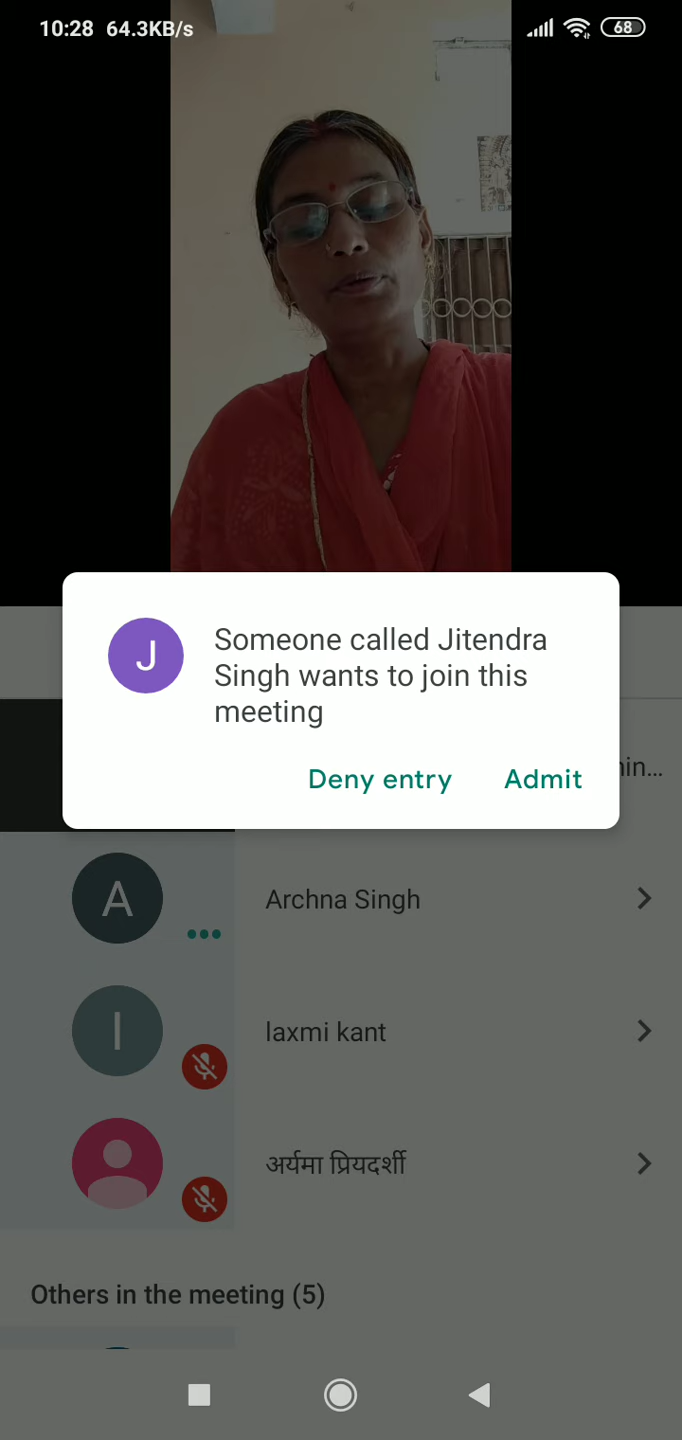 10:28 64.3KB/s 68
J
Someone called Jitendra
Singh wants to join this
meeting
Deny entry Admit
A
Archna Singh
l
laxmi kant
अर्यमा प्रियदर्शी
Others in the meeting (5)